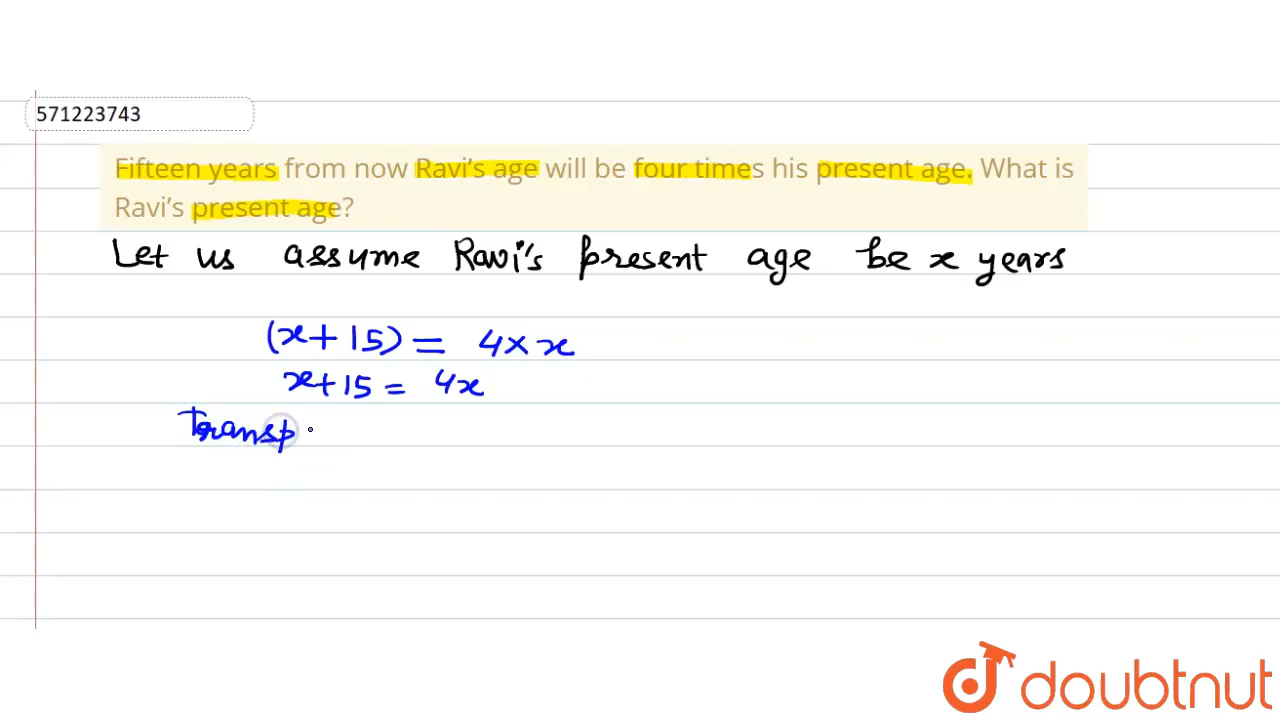 571223743
Fifteen years from now Ravi’s age will be four times his present age. What is
Ravi’s present age?
Let us assume Ravi's present age be x years
(x+15) = 4×x
x+15 = 4x
Transp
doubtnut